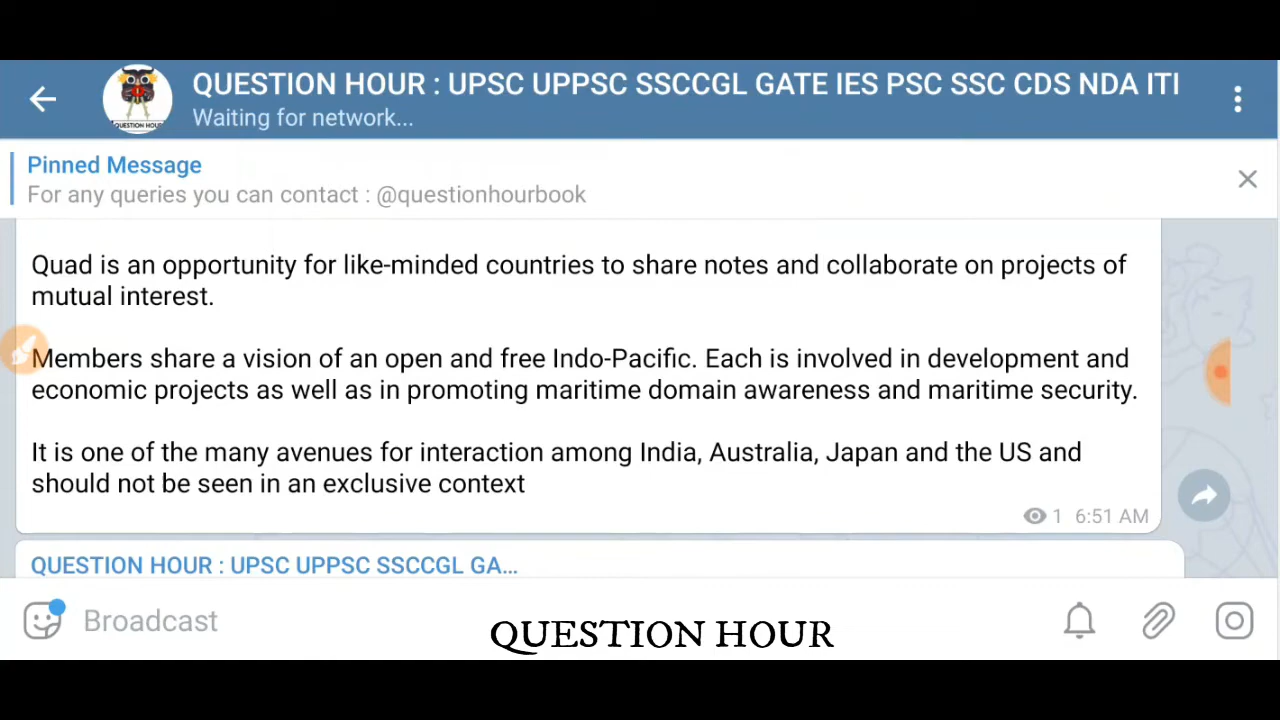 QUESTION HOUR : UPSC UPPSC SSCCGL GATE IES PSC SSC CDS NDA ITI
Waiting for network...
QUESTION HOUR
Pinned Message
For any queries you can contact : @questionhourbook
Quad is an opportunity for like-minded countries to share notes and collaborate on projects of
mutual interest.
Members share a vision of an open and free Indo-Pacific. Each is involved in development and
economic projects as well as in promoting maritime domain awareness and maritime security.
It is one of the many avenues for interaction among India, Australia, Japan and the US and
should not be seen in an exclusive context
1 6:51 AM
QUESTION HOUR : UPSC UPPSC SSCCGL GA...
Broadcast
QUESTION HOUR